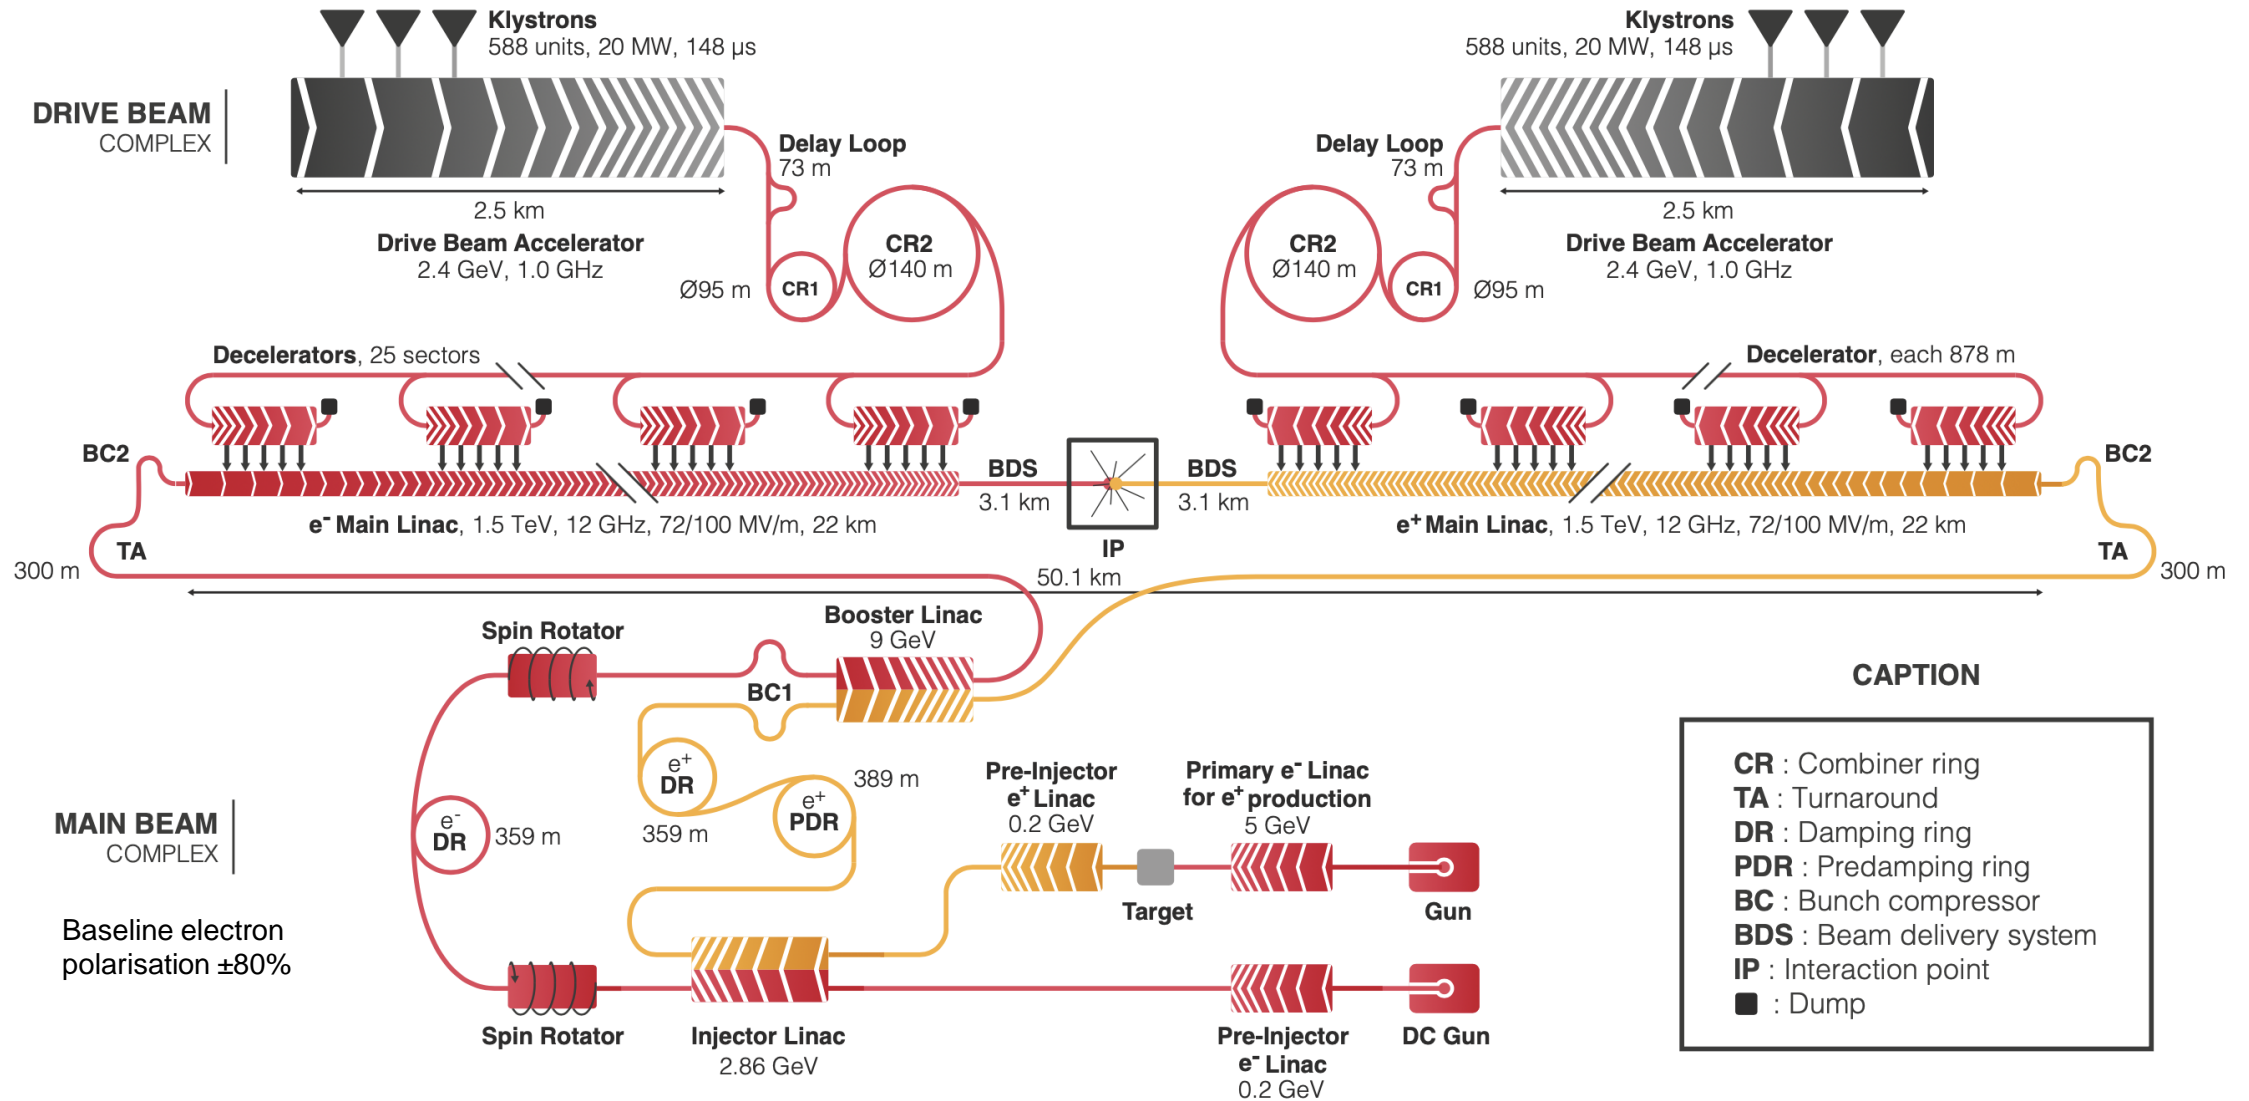 Klystrons
588 units, 20 MW, 148 µs
Klystrons
588 units, 20 MW, 148 µs
DRIVE BEAM
COMPLEX
Delay Loop
73 m
Delay Loop
73 m
2.5 km
2.5 km
Drive Beam Accelerator
2.4 GeV, 1.0 GHz
Drive Beam Accelerator
2.4 GeV, 1.0 GHz
CR2
Ø140 m
CR2
Ø140 m
Ø95 m
CR1
CR1
Ø95 m
Decelerators, 25 sectors
Decelerator, each 878 m
BC2
BC2
BDS
3.1 km
BDS
3.1 km
e- Main Linac, 1.5 TeV, 12 GHz, 72/100 MV/m, 22 km
e+ Main Linac, 1.5 TeV, 12 GHz, 72/100 MV/m, 22 km
IP
TA
TA
300 m
300 m
50.1 km
Booster Linac
9 GeV
Spin Rotator
BC1
CAPTION
CR : Combiner ring
TA : Turnaround
DR : Damping ring
PDR : Predamping ring
BC : Bunch compressor
BDS : Beam delivery system
IP : Interaction point
: Dump
e+
DR
359 m
e+
PDR
389 m
Pre-Injector
e+ Linac
0.2 GeV
Primary e- Linac
for e+ production
5 GeV
MAIN BEAM
COMPLEX
e-
DR
359 m
Target
Gun
Baseline electron
polarisation ±80%
Spin Rotator
Injector Linac
2.86 GeV
Pre-Injector
e- Linac
0.2 GeV
DC Gun